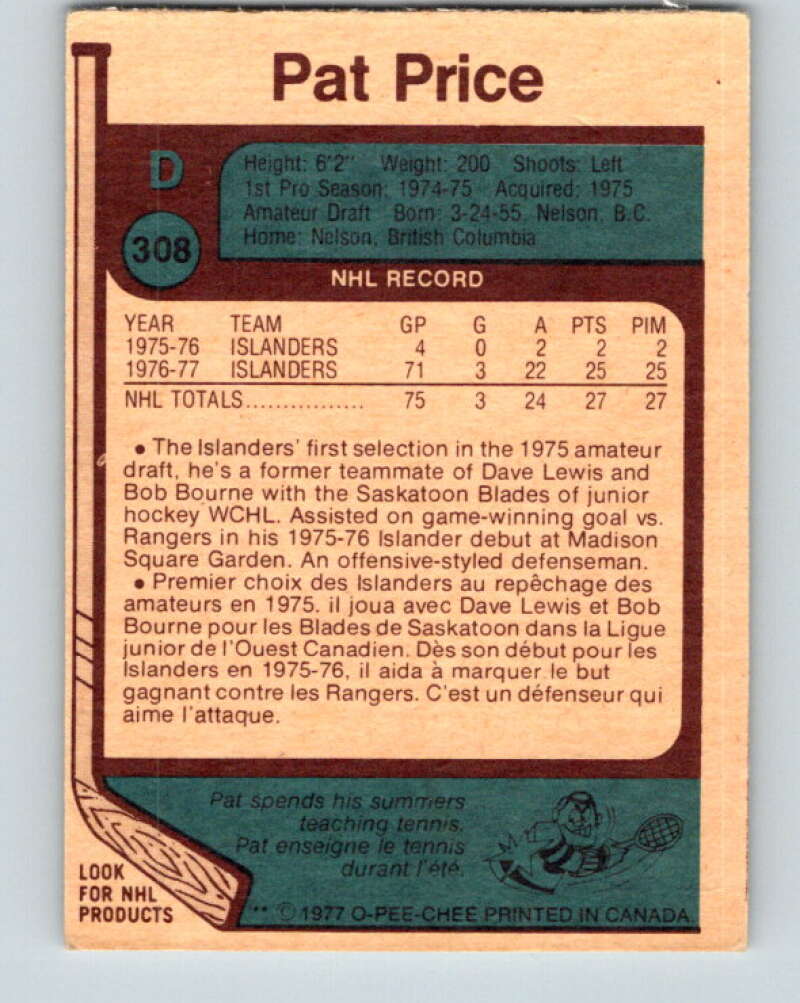 Pat Price
D
308
Height: 6'2" Weight: 200 Shoots: Left
1st Pro Season: 1974-75 Acquired: 1975
Amateur Draft Born: 3-24-55 Nelson, B.C.
Home: Nelson, British Columbia
NHL RECORD
YEAR TEAM GP G A PTS PIM
1975-76 ISLANDERS 4 0 2 2 2
1976-77 ISLANDERS 71 3 22 25 25
NHL TOTALS................ 75 3 24 27 27
• The Islanders' first selection in the 1975 amateur
draft, he's a former teammate of Dave Lewis and
Bob Bourne with the Saskatoon Blades of junior
hockey WCHL. Assisted on game-winning goal vs.
Rangers in his 1975-76 Islander debut at Madison
Square Garden. An offensive-styled defenseman.
• Premier choix des Islanders au repêchage des
amateurs en 1975. il joua avec Dave Lewis et Bob
Bourne pour les Blades de Saskatoon dans la Ligue
junior de l'Ouest Canadien. Dès son début pour les
Islanders en 1975-76, il aida à marquer le but
gagnant contre les Rangers. C'est un défenseur qui
aime l'attaque.
Pat spends his summers
teaching tennis.
Pat enseigne le tennis
durant l'été.
LOOK
FOR NHL
PRODUCTS
** © 1977 O-PEE-CHEE PRINTED IN CANADA